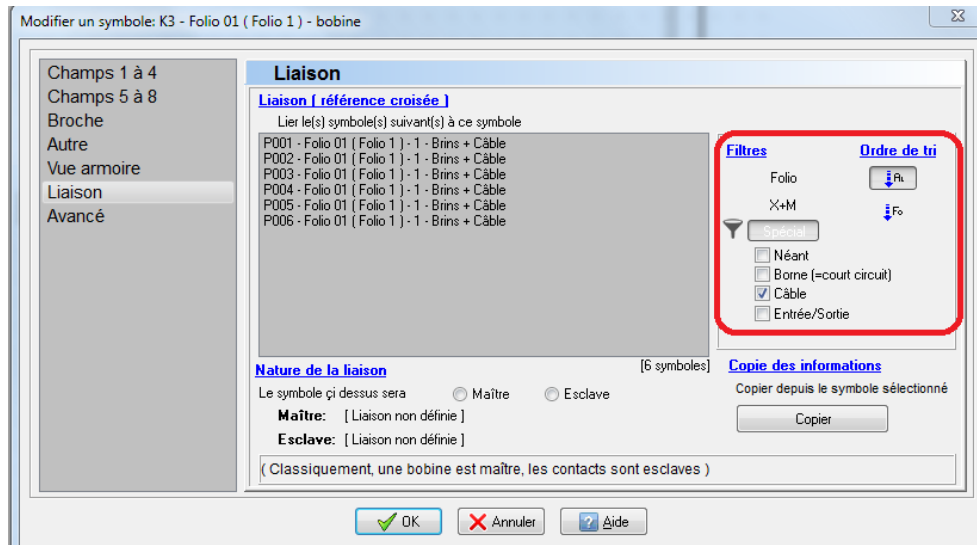 Modifier un symbole: K3 - Folio 01 ( Folio 1 ) - bobine
Champs 1 à 4
Champs 5 à 8
Broche
Autre
Vue armoire
Liaison
Avancé
Liaison
Liaison ( référence croisée )
Lier le(s) symbole(s) suivant(s) à ce symbole
P001 - Folio 01 ( Folio 1 ) - 1 - Brins + Câble
P002 - Folio 01 ( Folio 1 ) - 1 - Brins + Câble
P003 - Folio 01 ( Folio 1 ) - 1 - Brins + Câble
P004 - Folio 01 ( Folio 1 ) - 1 - Brins + Câble
P005 - Folio 01 ( Folio 1 ) - 1 - Brins + Câble
P006 - Folio 01 ( Folio 1 ) - 1 - Brins + Câble
[6 symboles]
Filtres
Ordre de tri
Folio
X+M
Fo
Spécial
Néant
Borne (=court circuit)
Câble
Entrée/Sortie
Nature de la liaison
Le symbole çi dessus sera
Maître
Esclave
Maître: [ Liaison non définie ]
Esclave: [ Liaison non définie ]
( Classiquement, une bobine est maître, les contacts sont esclaves )
Copie des informations
Copier depuis le symbole sélectionné
Copier
OK
Annuler
Aide